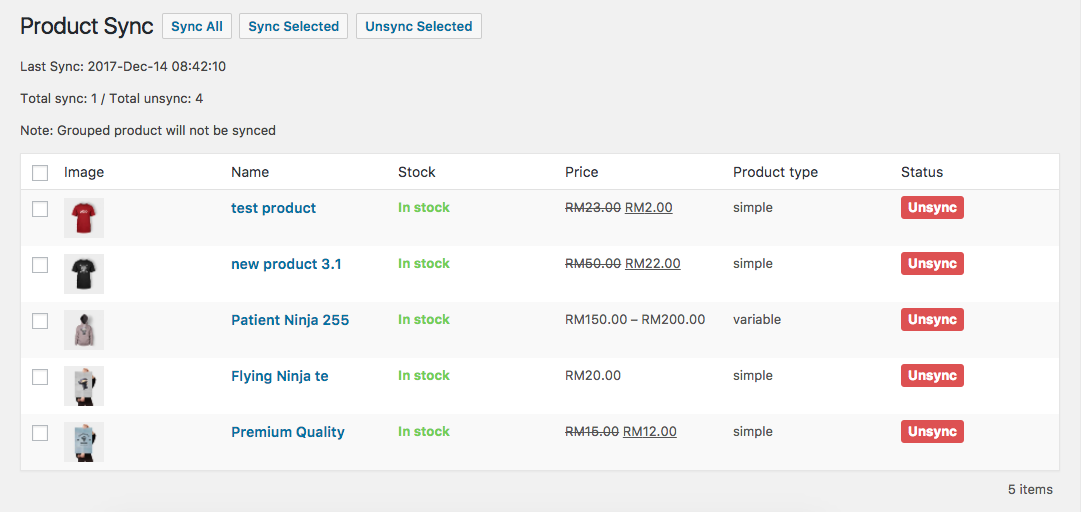 Product Sync Sync All Sync Selected Unsync Selected
Last Sync: 2017-Dec-14 08:42:10
Total sync: 1 / Total unsync: 4
Note: Grouped product will not be synced
Image Name Stock Price Product type Status
test product In stock RM23.00 RM2.00 simple Unsync
new product 3.1 In stock RM50.00 RM22.00 simple Unsync
Patient Ninja 255 In stock RM150.00 – RM200.00 variable Unsync
Flying Ninja te In stock RM20.00 simple Unsync
Premium Quality In stock RM15.00 RM12.00 simple Unsync
5 items